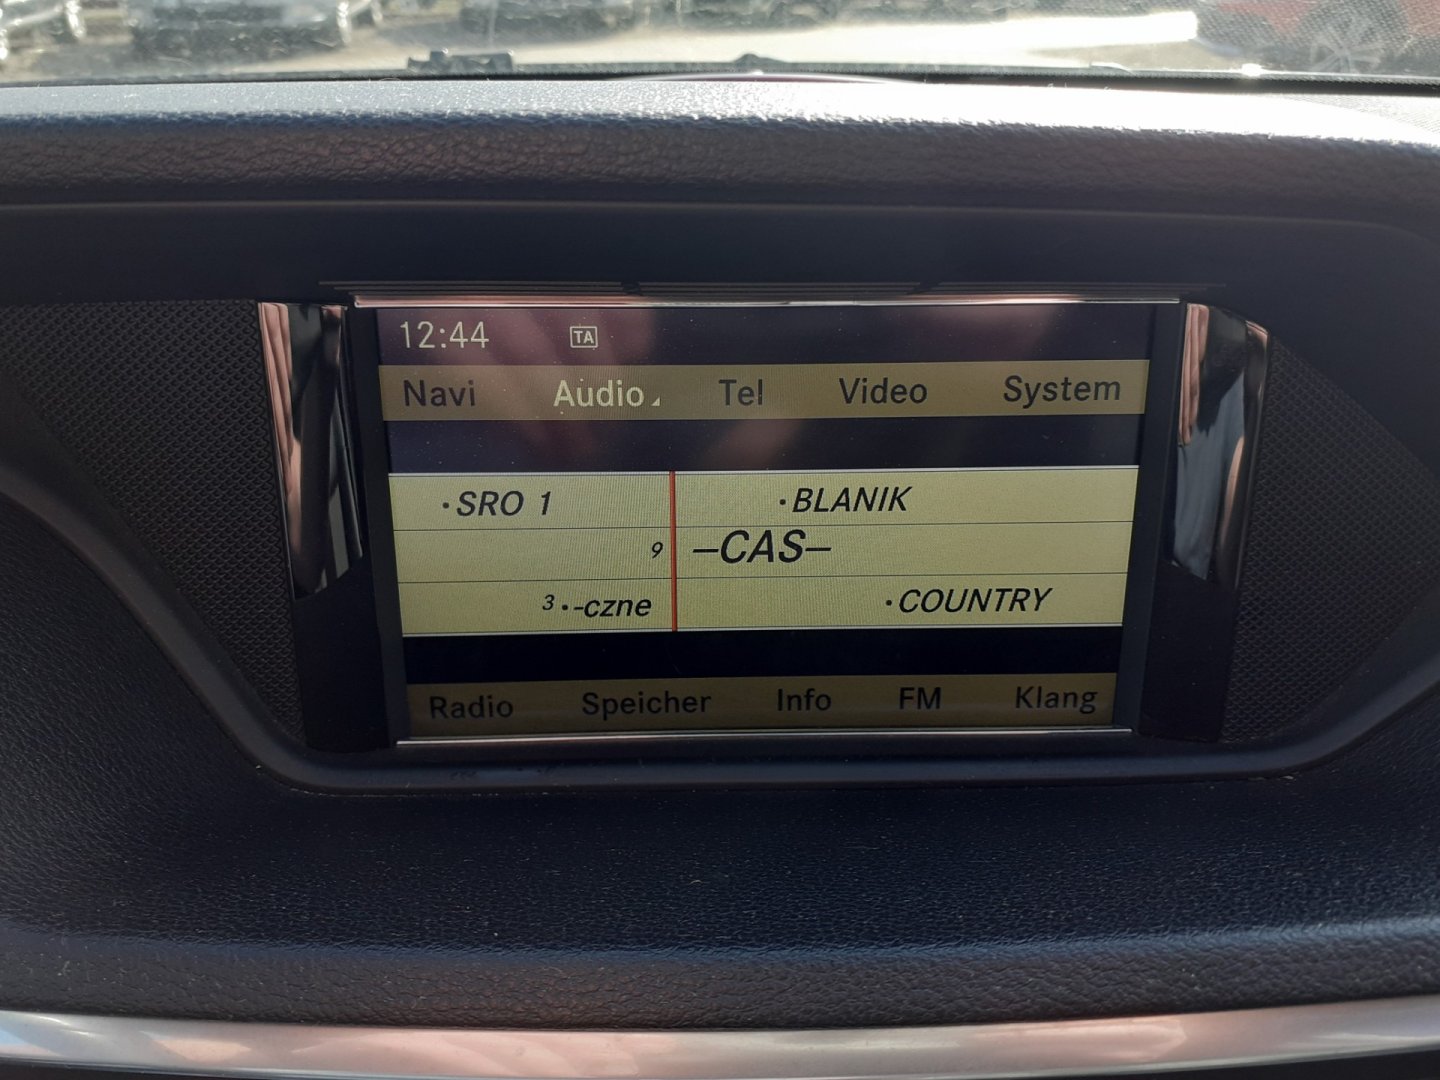 12:44 TA
Navi Audio Tel Video System
·SRO 1 ·BLANIK
9 –CAS–
3·-czne ·COUNTRY
Radio Speicher Info FM Klang